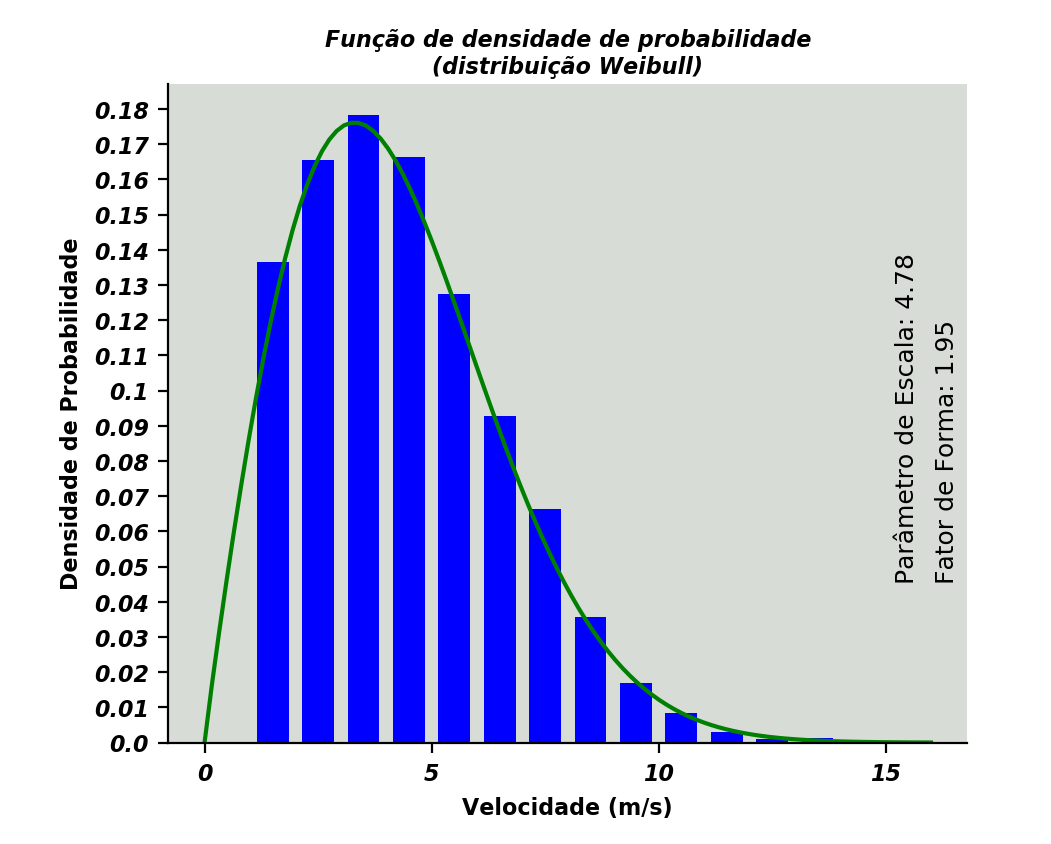 Função de densidade de probabilidade
(distribuição Weibull)
Densidade de Probabilidade
0.18
0.17
0.16
0.15
0.14
0.13
0.12
0.11
0.1
0.09
0.08
0.07
0.06
0.05
0.04
0.03
0.02
0.01
0.0
Parâmetro de Escala: 4.78
Fator de Forma: 1.95
0 5 10 15
Velocidade (m/s)